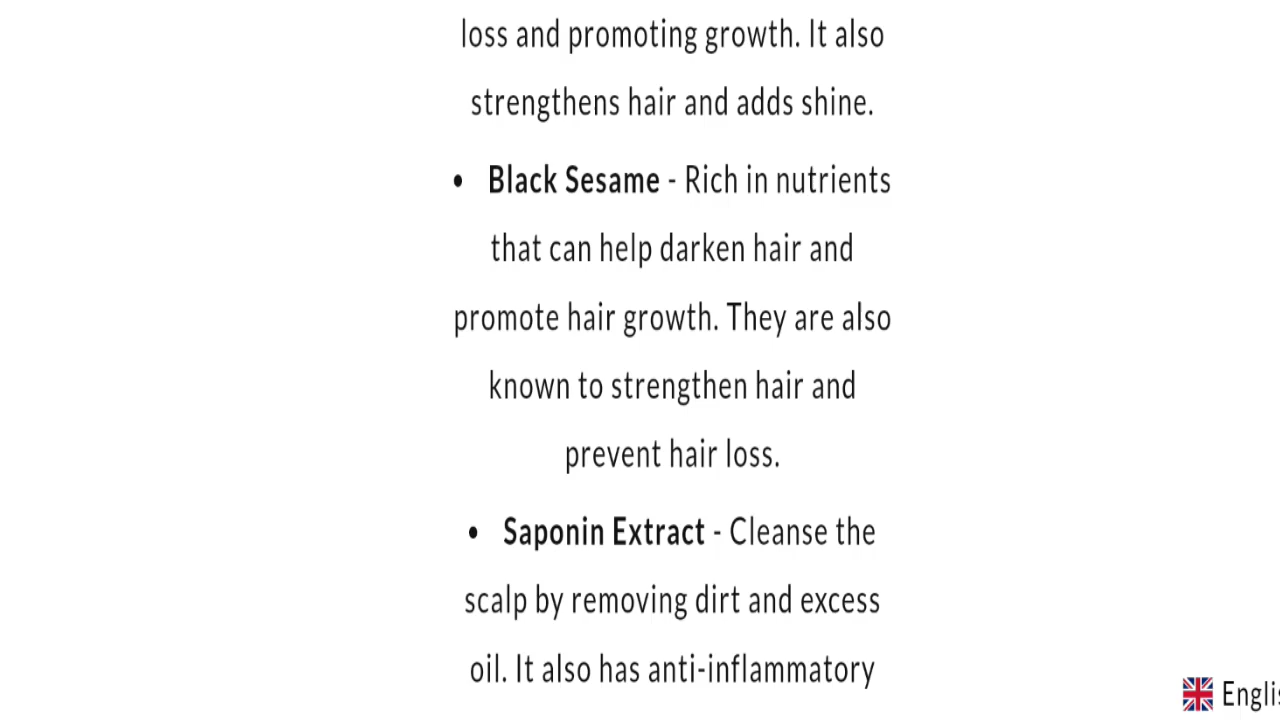 loss and promoting growth. It also
strengthens hair and adds shine.
• Black Sesame - Rich in nutrients
that can help darken hair and
promote hair growth. They are also
known to strengthen hair and
prevent hair loss.
• Saponin Extract - Cleanse the
scalp by removing dirt and excess
oil. It also has anti-inflammatory
Englis